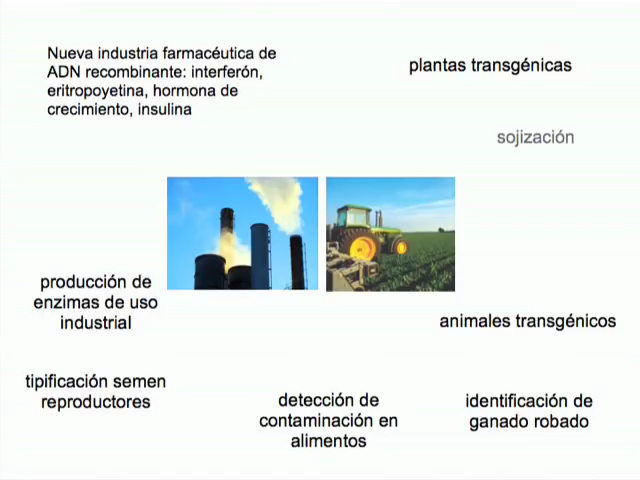 Nueva industria farmacéutica de
ADN recombinante: interferón,
eritropoyetina, hormona de
crecimiento, insulina
plantas transgénicas
sojización
producción de
enzimas de uso
industrial
animales transgénicos
tipificación semen
reproductores
detección de
contaminación en
alimentos
identificación de
ganado robado